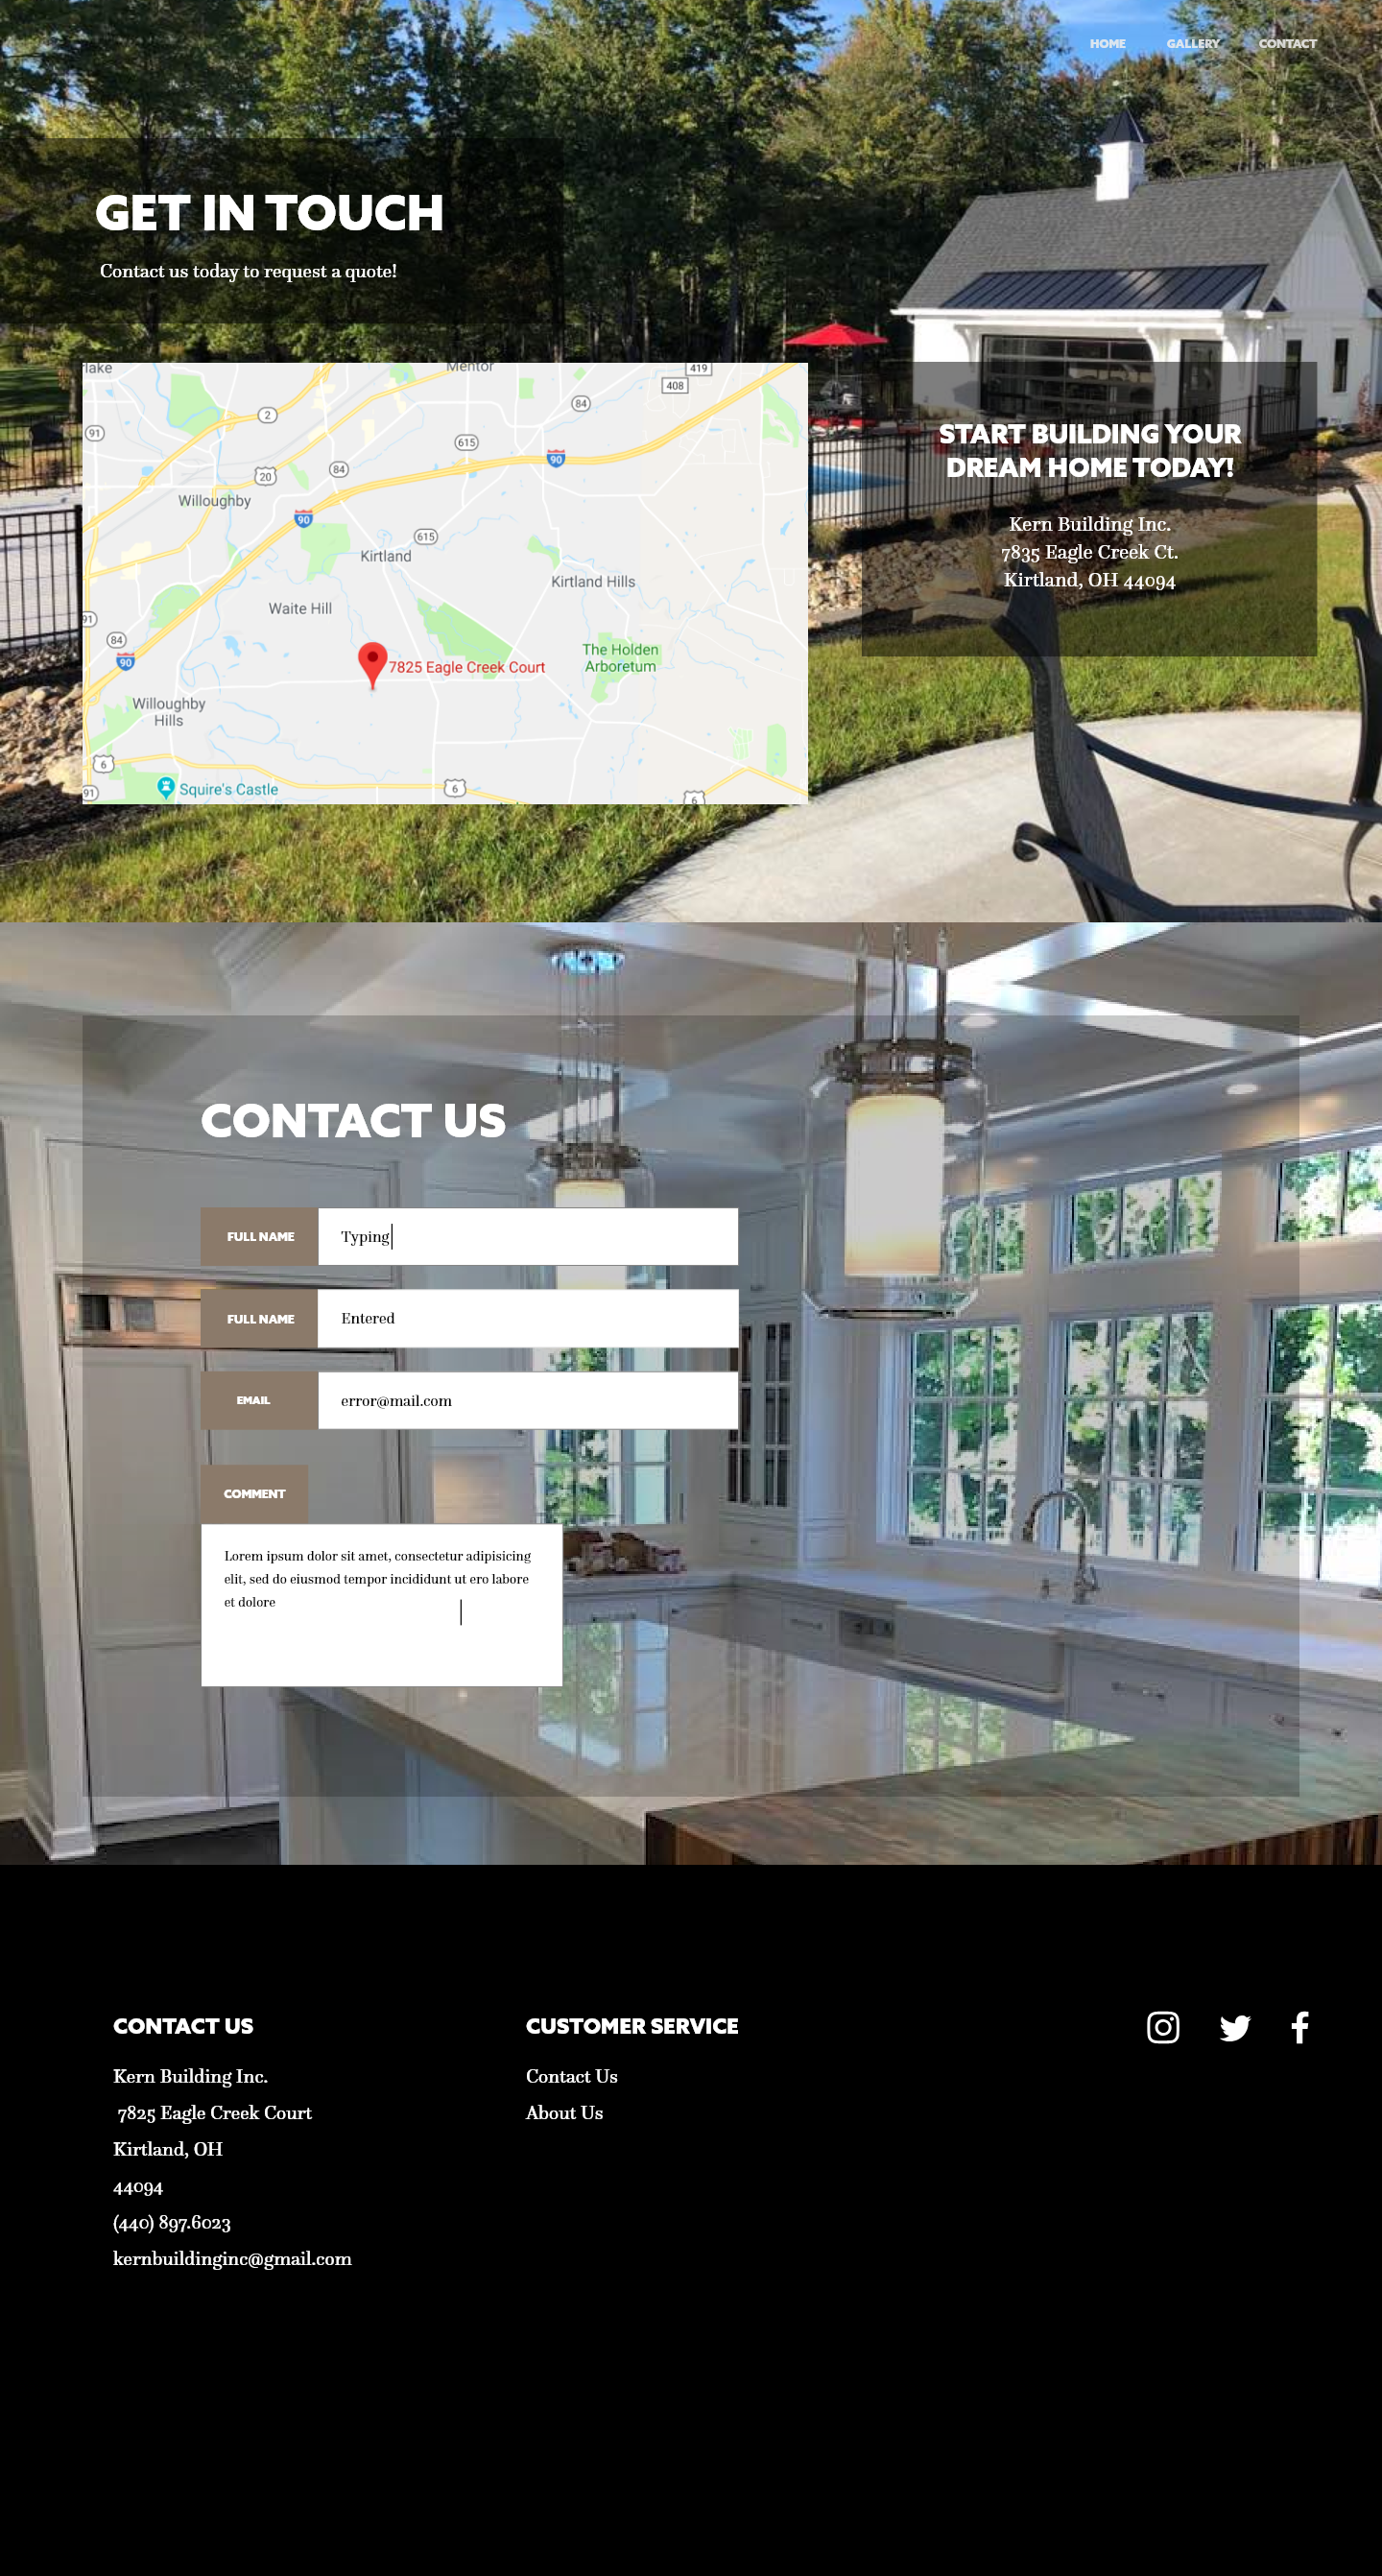 HOME GALLERY CONTACT
GET IN TOUCH
Contact us today to request a quote!
lake
Mentor
419
408
2
84
91
615
90
84
20
Willoughby
90
615
Kirtland
Kirtland Hills
Waite Hill
91
84
90
The Holden
Arboretum
7825 Eagle Creek Court
Willoughby
Hills
6
Squire's Castle
6
91
6
START BUILDING YOUR
DREAM HOME TODAY!
Kern Building Inc.
7835 Eagle Creek Ct.
Kirtland, OH 44094
CONTACT US
FULL NAME Typing
FULL NAME Entered
EMAIL error@mail.com
COMMENT
Lorem ipsum dolor sit amet, consectetur adipisicing
elit, sed do eiusmod tempor incididunt ut ero labore
et dolore
CONTACT US
Kern Building Inc.
7825 Eagle Creek Court
Kirtland, OH
44094
(440) 897.6023
kernbuildinginc@gmail.com
CUSTOMER SERVICE
Contact Us
About Us